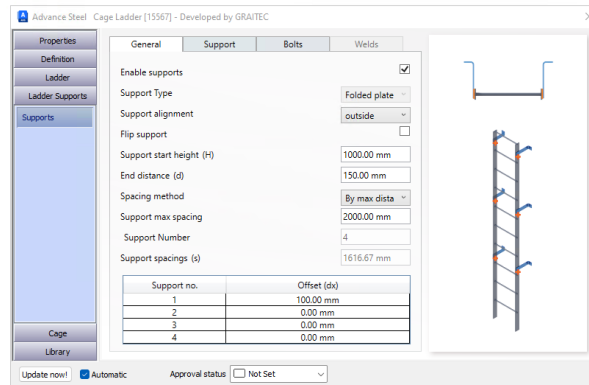 Advance Steel   Cage Ladder [15567] - Developed by GRAITEC
Properties
Definition
Ladder
Ladder Supports
Supports
Cage
Library
General Support Bolts Welds
Enable supports
Support Type Folded plate
Support alignment outside
Flip support
Support start height (H) 1000.00 mm
End distance (d) 150.00 mm
Spacing method By max dista
Support max spacing 2000.00 mm
Support Number 4
Support spacings (s) 1616.67 mm
Support no. Offset (dx)
1 100.00 mm
2 0.00 mm
3 0.00 mm
4 0.00 mm
Update now! Automatic Approval status Not Set